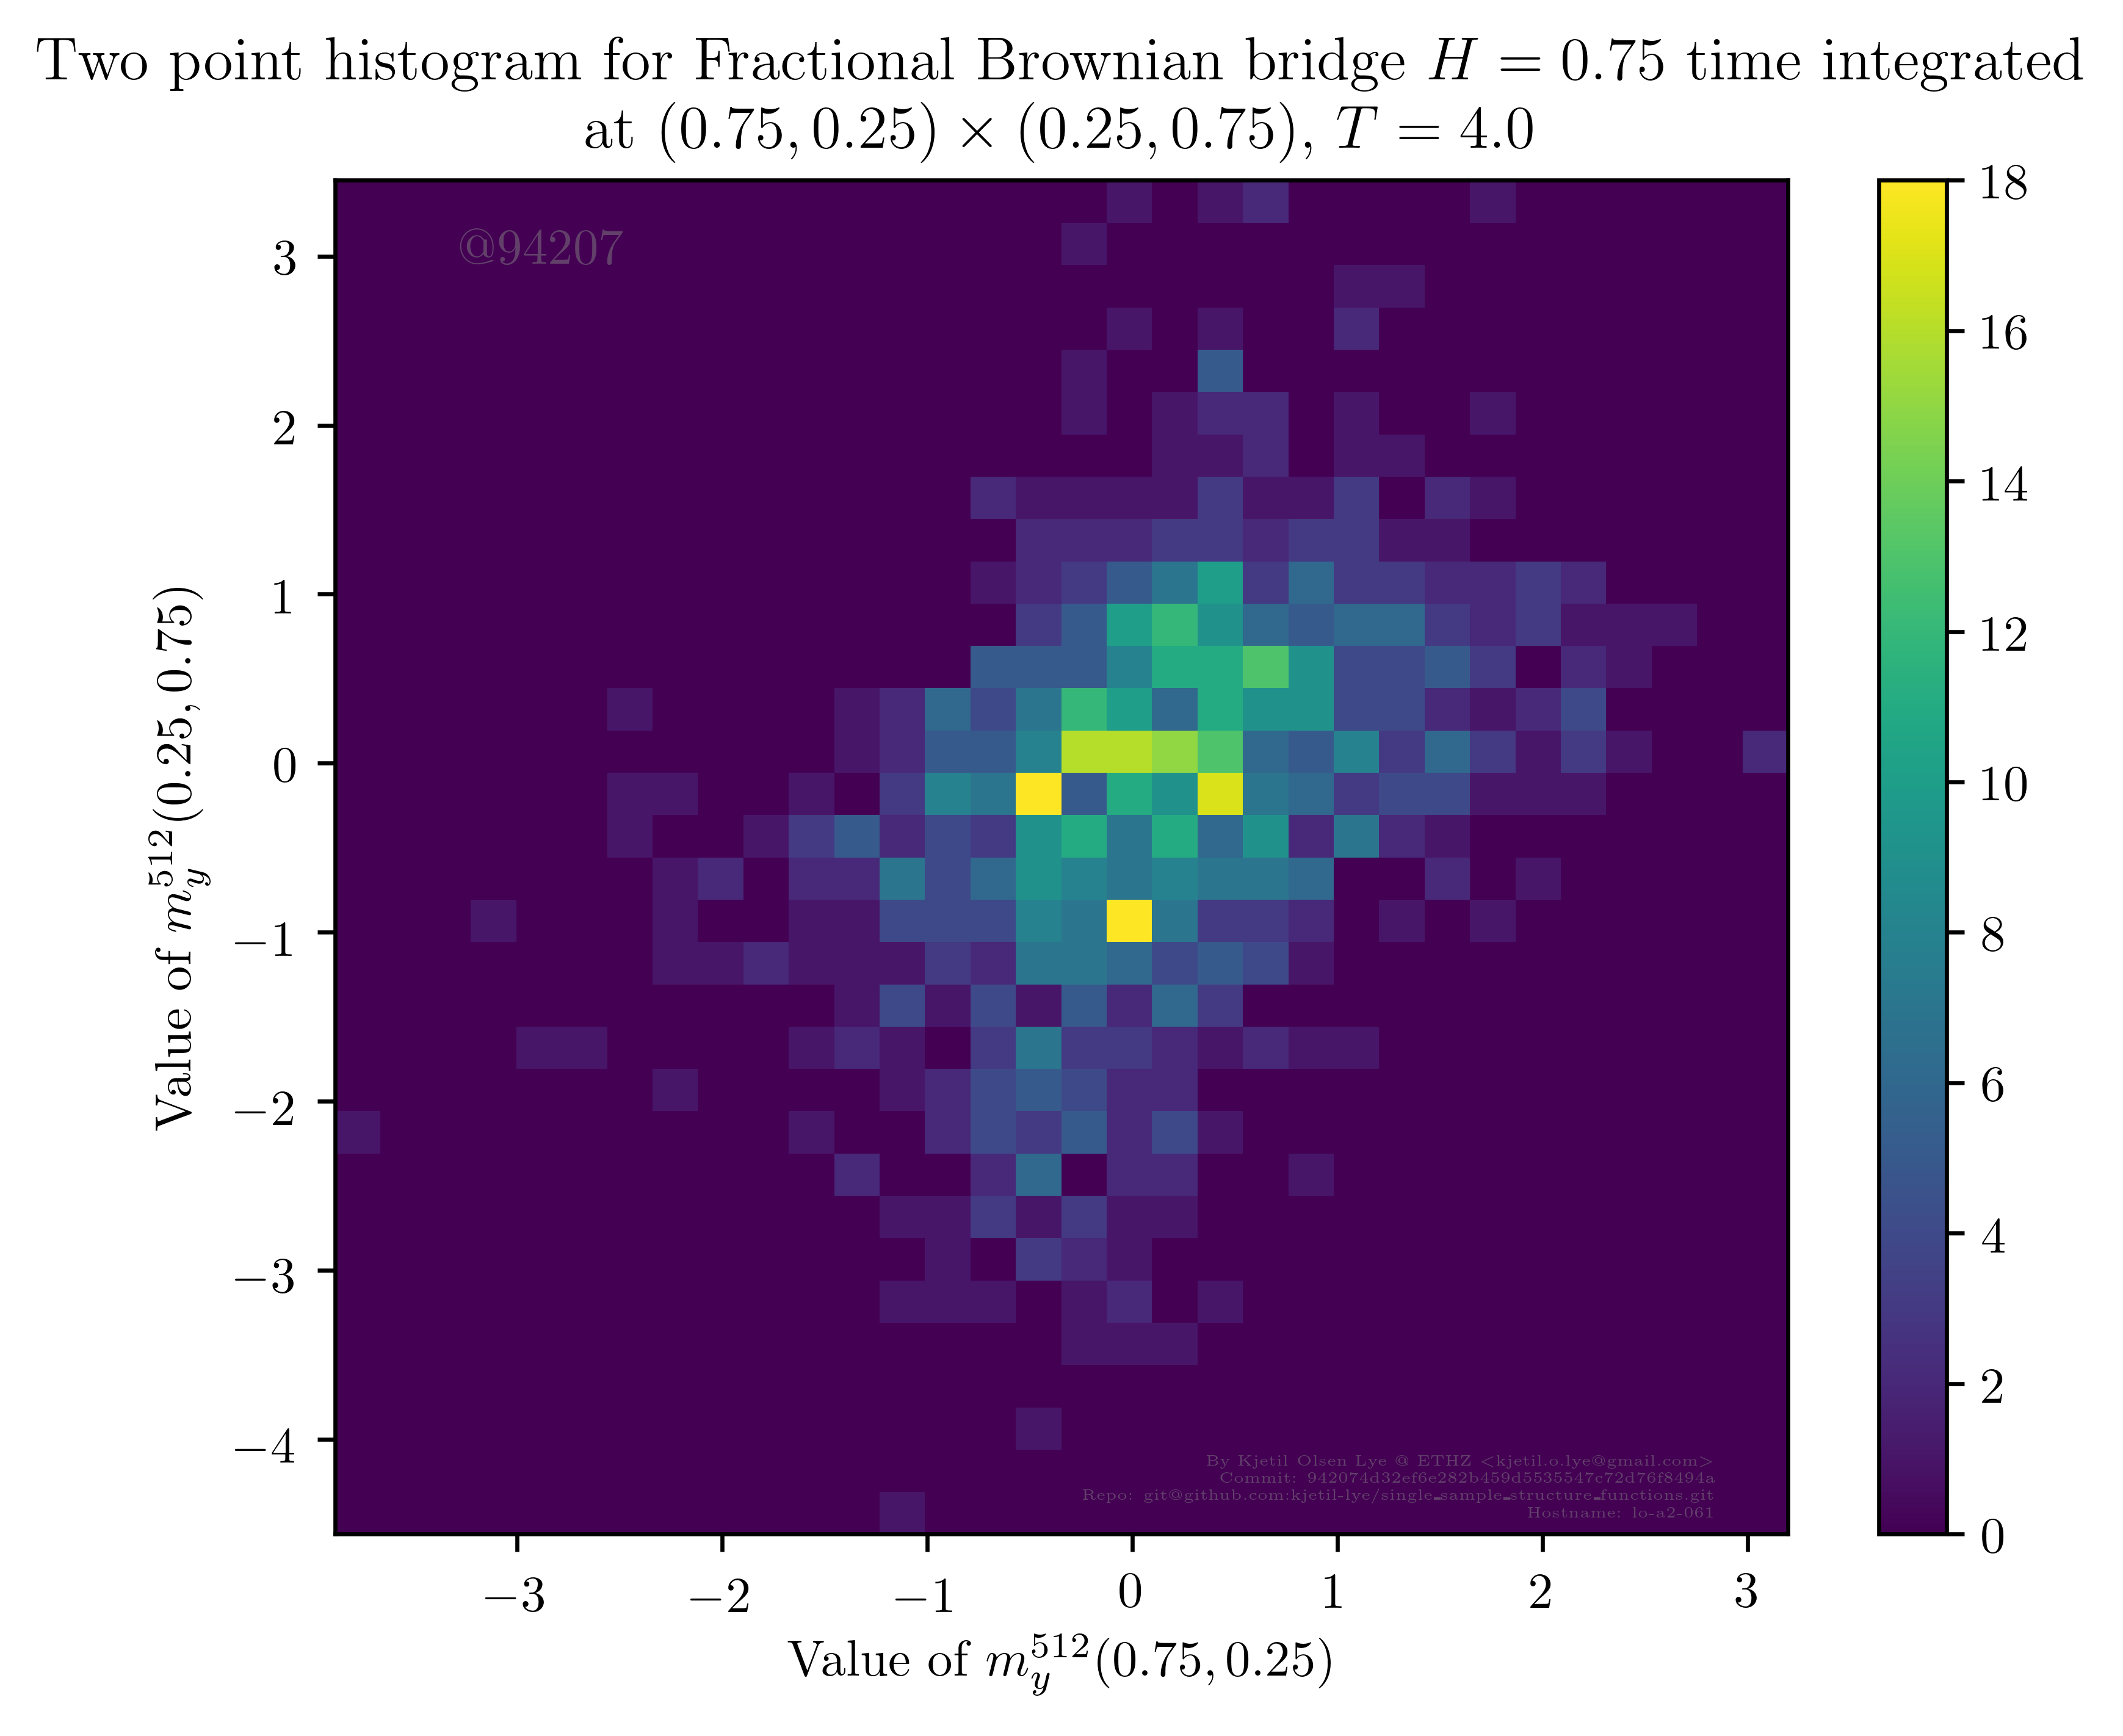 Two point histogram for Fractional Brownian bridge H = 0.75 time integrated
at (0.75, 0.25) × (0.25, 0.75), T = 4.0
@94207
18
16
14
12
10
8
6
4
2
0
3
2
1
0
−1
−2
−3
−4
Value of m_y^{512}(0.25, 0.75)
By Kjetil Olsen Lye @ ETHZ <kjetil.o.lye@gmail.com>
Commit: 942074d32ef6e282b459d5535547c72d76f8494a
Repo: git@github.com:kjetil-lye/single_sample_structure_functions.git
Hostname: lo-a2-061
−3 −2 −1 0 1 2 3
Value of m_y^{512}(0.75, 0.25)